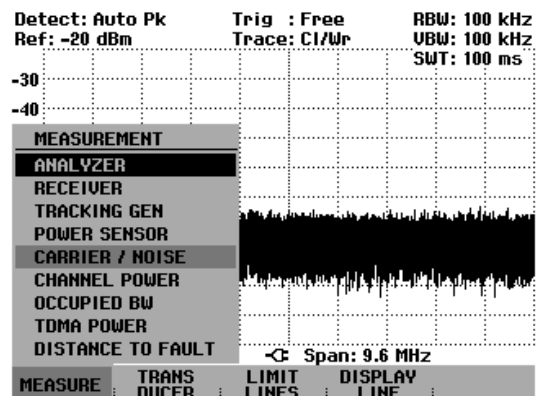 Detect: Auto Pk Trig : Free RBW: 100 kHz
Ref: -20 dBm Trace: Cl/Wr VBW: 100 kHz
SWT: 100 ms
-30
-40
MEASUREMENT
ANALYZER
RECEIVER
TRACKING GEN
POWER SENSOR
CARRIER / NOISE
CHANNEL POWER
OCCUPIED BW
TDMA POWER
DISTANCE TO FAULT
Span: 9.6 MHz
MEASURE TRANS LIMIT DISPLAY
DUCER LINES LINE